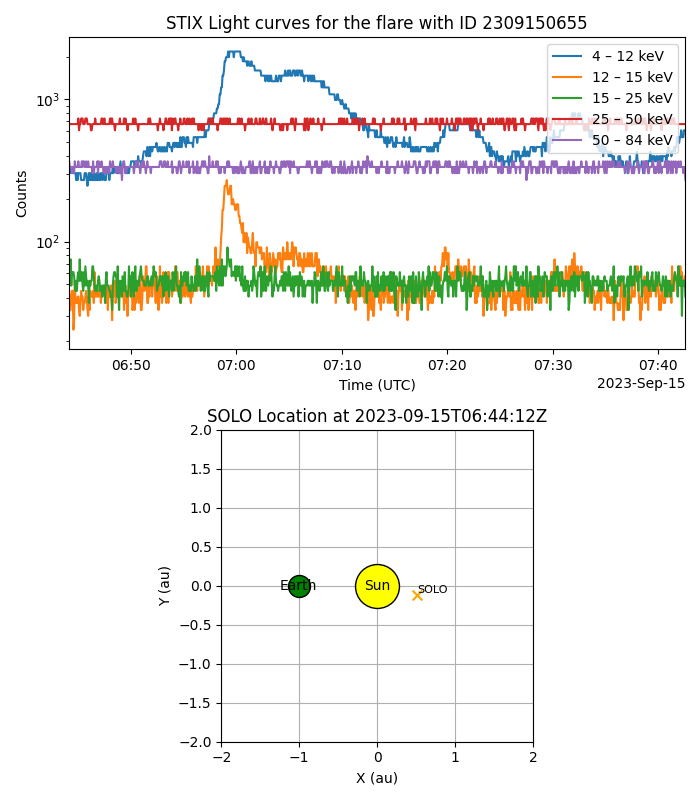 STIX Light curves for the flare with ID 2309150655
4 – 12 keV
12 – 15 keV
15 – 25 keV
25 – 50 keV
50 – 84 keV
10³
10²
Counts
06:50 07:00 07:10 07:20 07:30 07:40
Time (UTC)
2023-Sep-15
SOLO Location at 2023-09-15T06:44:12Z
2.0
1.5
1.0
0.5
0.0
−0.5
−1.0
−1.5
−2.0
Y (au)
Earth
Sun
SOLO
−2 −1 0 1 2
X (au)